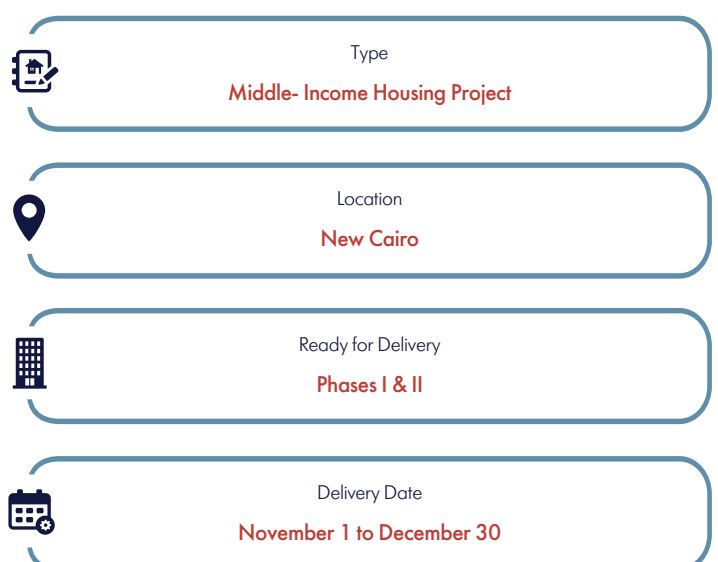 Type
Middle- Income Housing Project
Location
New Cairo
Ready for Delivery
Phases I & II
Delivery Date
November 1 to December 30